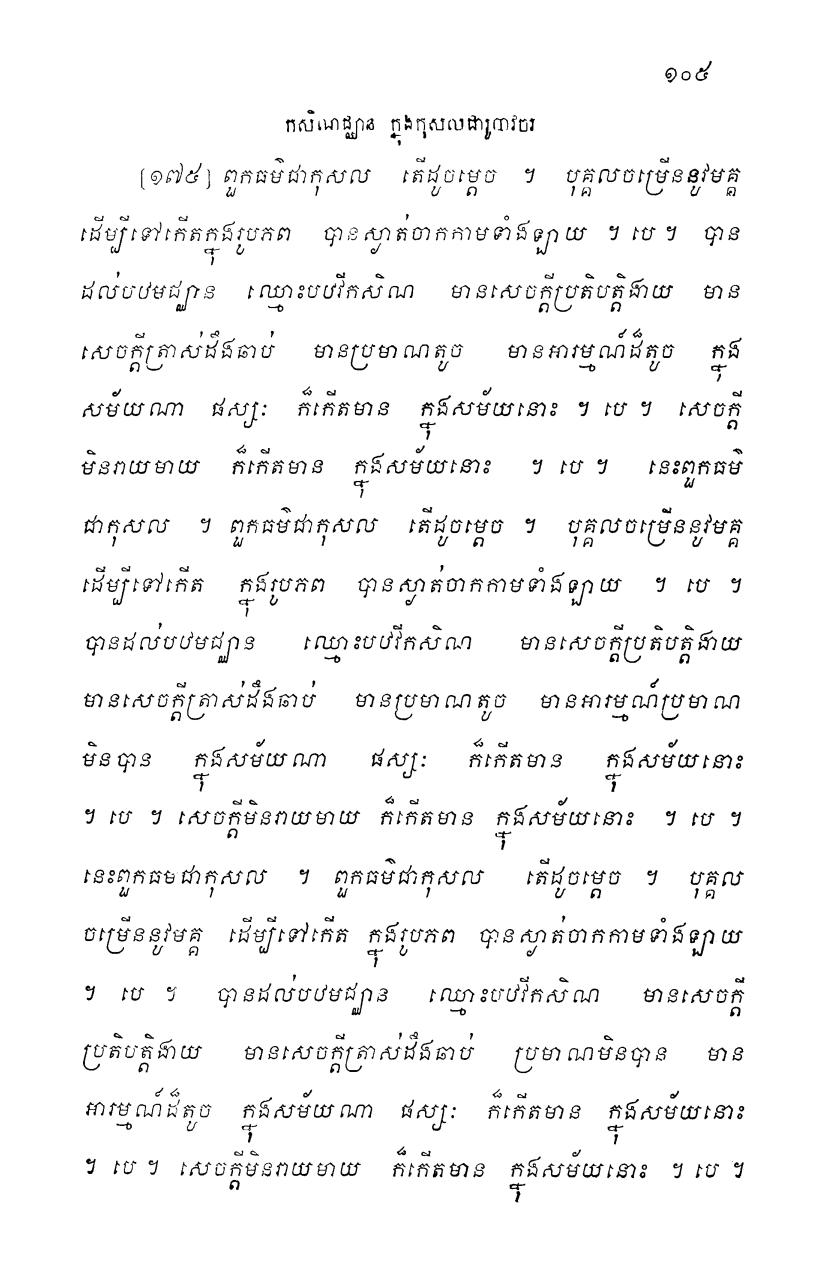 ១០៥
កសិណជ្ឈាន ក្នុងកុសលជារូបាវចរ
[១៧៥] ពួកធម៌ជាកុសល តើដូចម្តេច ។ បុគ្គលចម្រើននូវមគ្គ
ដើម្បីទៅកើតក្នុងរូបភព បានស្ងាត់ចាកកាមទាំងឡាយ ។ បេ ។ បាន
ដល់បឋមជ្ឈាន ឈ្មោះបឋវីកសិណ មានសេចក្តីប្រតិបត្តិងាយ មាន
សេចក្តីត្រាស់ដឹងឆាប់ មានប្រមាណតូច មានអារម្មណ៍ដ៏តូច ក្នុង
សម័យណា ផស្សៈ ក៏កើតមាន ក្នុងសម័យនោះ ។ បេ ។ សេចក្តី
មិនរាយមាយ ក៏កើតមាន ក្នុងសម័យនោះ ។ បេ ។ នេះពួកធម៌
ជាកុសល ។ ពួកធម៌ជាកុសល តើដូចម្តេច ។ បុគ្គលចម្រើននូវមគ្គ
ដើម្បីទៅកើត ក្នុងរូបភព បានស្ងាត់ចាកកាមទាំងឡាយ ។ បេ ។
បានដល់បឋមជ្ឈាន ឈ្មោះបឋវីកសិណ មានសេចក្តីប្រតិបត្តិងាយ
មានសេចក្តីត្រាស់ដឹងឆាប់ មានប្រមាណតូច មានអារម្មណ៍ប្រមាណ
មិនបាន ក្នុងសម័យណា ផស្សៈ ក៏កើតមាន ក្នុងសម័យនោះ
។ បេ ។ សេចក្តីមិនរាយមាយ ក៏កើតមាន ក្នុងសម័យនោះ ។ បេ ។
នេះពួកធម៌ជាកុសល ។ ពួកធម៌ជាកុសល តើដូចម្តេច ។ បុគ្គល
ចម្រើននូវមគ្គ ដើម្បីទៅកើត ក្នុងរូបភព បានស្ងាត់ចាកកាមទាំងឡាយ
។ បេ ។ បានដល់បឋមជ្ឈាន ឈ្មោះបឋវីកសិណ មានសេចក្តី
ប្រតិបត្តិងាយ មានសេចក្តីត្រាស់ដឹងឆាប់ ប្រមាណមិនបាន មាន
អារម្មណ៍ដ៏តូច ក្នុងសម័យណា ផស្សៈ ក៏កើតមាន ក្នុងសម័យនោះ
។ បេ ។ សេចក្តីមិនរាយមាយ ក៏កើតមាន ក្នុងសម័យនោះ ។ បេ ។